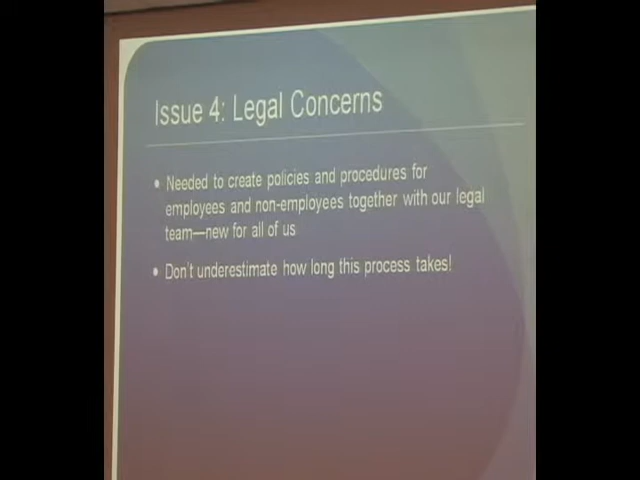 Issue 4: Legal Concerns
• Needed to create policies and procedures for
employees and non-employees together with our legal
team—new for all of us
• Don't underestimate how long this process takes!